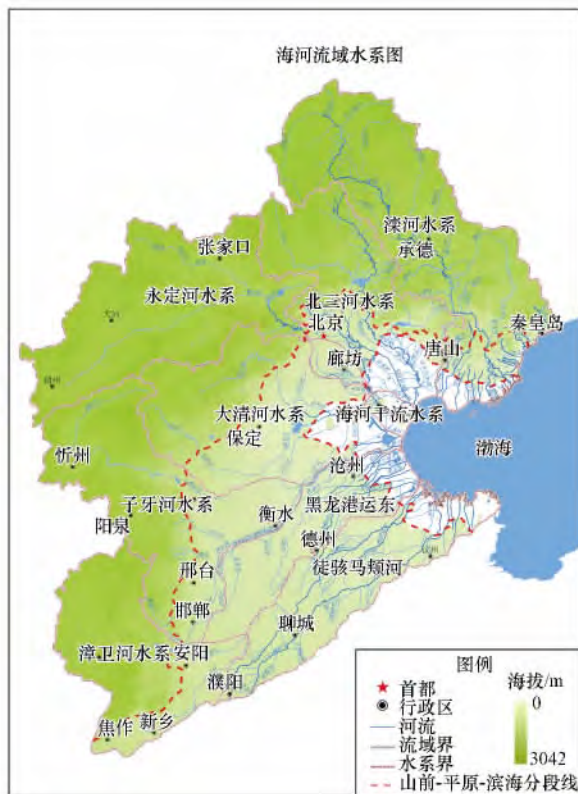 海河流域水系图
滦河水系
承德
张家口
永定河水系
北三河水系
北京
秦皇岛
唐山
廊坊
大清河水系
保定
海河干流水系
渤海
忻州
沧州
子牙河水系
黑龙港运东
阳泉
衡水
德州
徒骇马颊河
邢台
邯郸
聊城
漳卫河水系
安阳
濮阳
新乡
焦作
图例
首都
行政区
河流
流域界
水系界
山前-平原-滨海分段线
海拔/m
0
3042